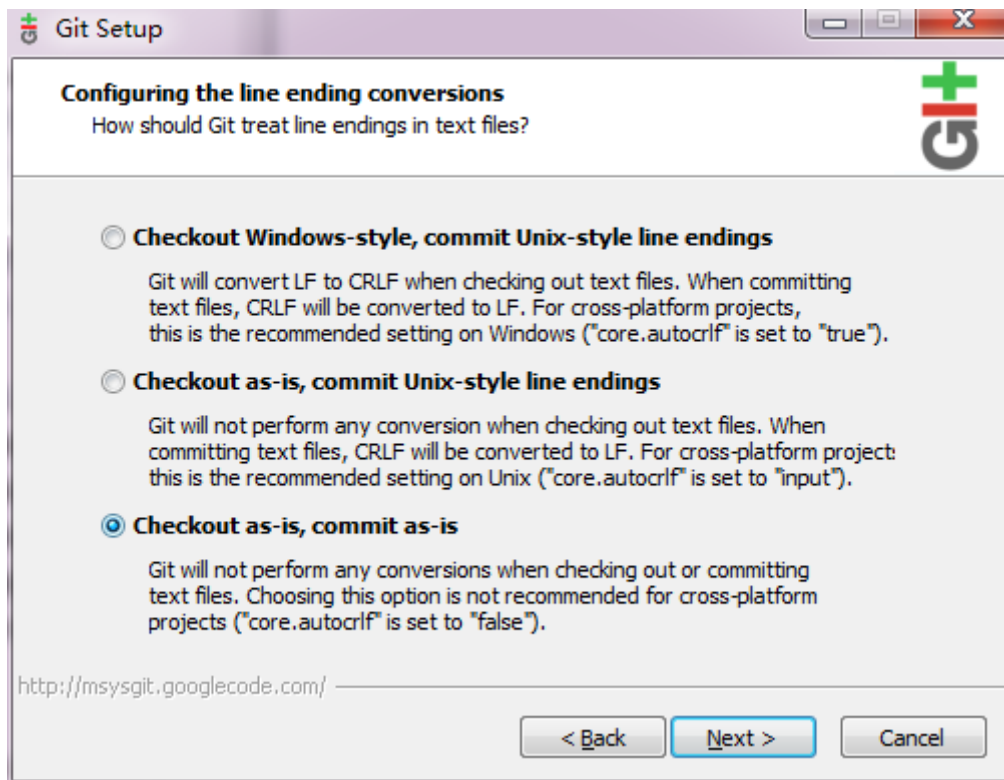 Git Setup
Configuring the line ending conversions
How should Git treat line endings in text files?
Git
Checkout Windows-style, commit Unix-style line endings
Git will convert LF to CRLF when checking out text files. When committing
text files, CRLF will be converted to LF. For cross-platform projects,
this is the recommended setting on Windows ("core.autocrlf" is set to "true").
Checkout as-is, commit Unix-style line endings
Git will not perform any conversion when checking out text files. When
committing text files, CRLF will be converted to LF. For cross-platform project
this is the recommended setting on Unix ("core.autocrlf" is set to "input").
Checkout as-is, commit as-is
Git will not perform any conversions when checking out or committing
text files. Choosing this option is not recommended for cross-platform
projects ("core.autocrlf" is set to "false").
http://msysgit.googlecode.com/
< Back
Next >
Cancel